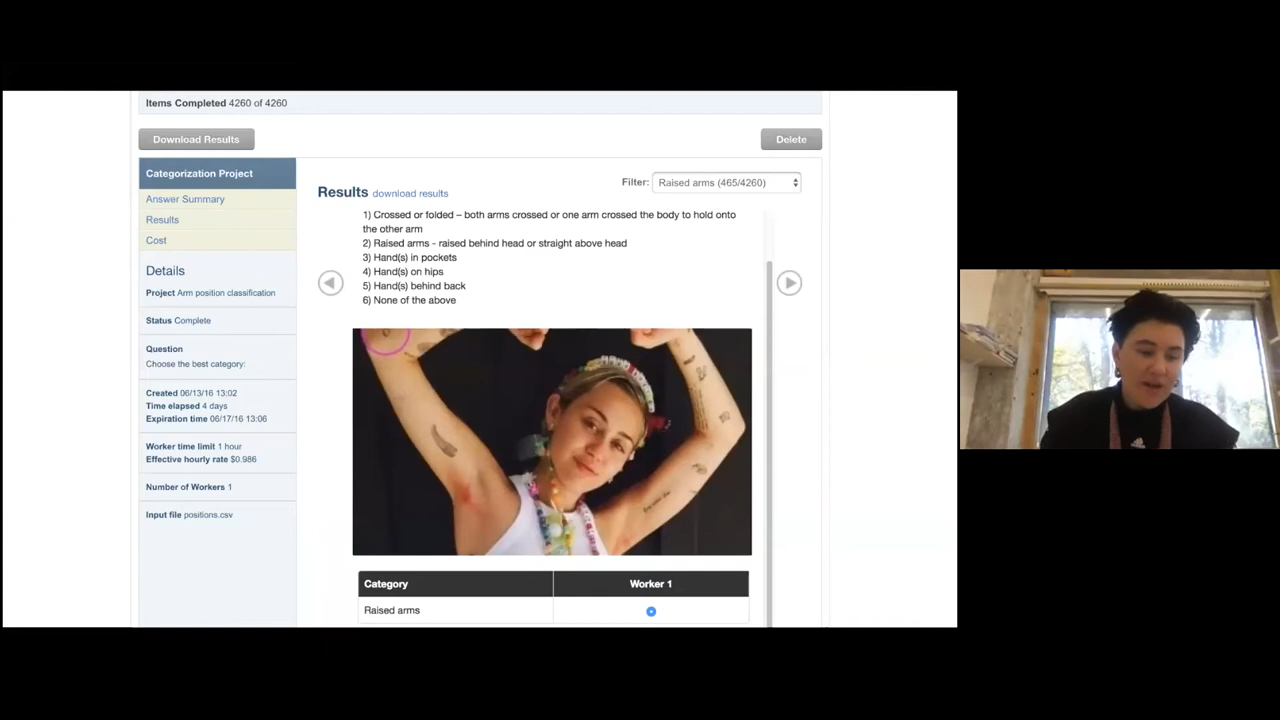 Items Completed 4260 of 4260
Download Results
Delete
Categorization Project
Answer Summary
Results
Cost
Details
Project Arm position classification
Status Complete
Question
Choose the best category:
Created 06/13/16 13:02
Time elapsed 4 days
Expiration time 06/17/16 13:06
Worker time limit 1 hour
Effective hourly rate $0.986
Number of Workers 1
Input file positions.csv
Filter: Raised arms (465/4260)
Results download results
1) Crossed or folded – both arms crossed or one arm crossed the body to hold onto
the other arm
2) Raised arms - raised behind head or straight above head
3) Hand(s) in pockets
4) Hand(s) on hips
5) Hand(s) behind back
6) None of the above
Category Worker 1
Raised arms